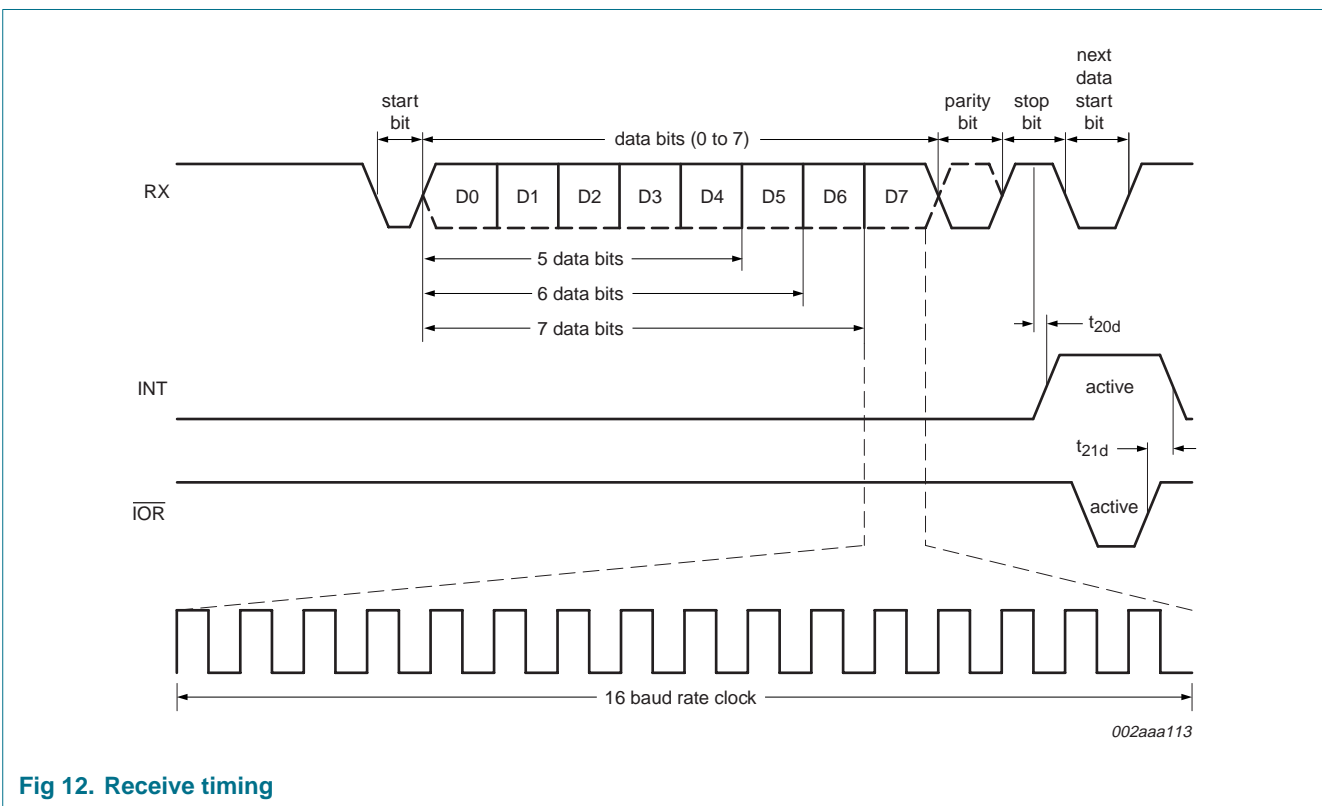 start
bit
data bits (0 to 7)
parity
bit
stop
bit
next
data
start
bit
RX
D0 D1 D2 D3 D4 D5 D6 D7
5 data bits
6 data bits
7 data bits
t20d
INT
active
t21d
IOR
active
16 baud rate clock
002aaa113
Fig 12. Receive timing